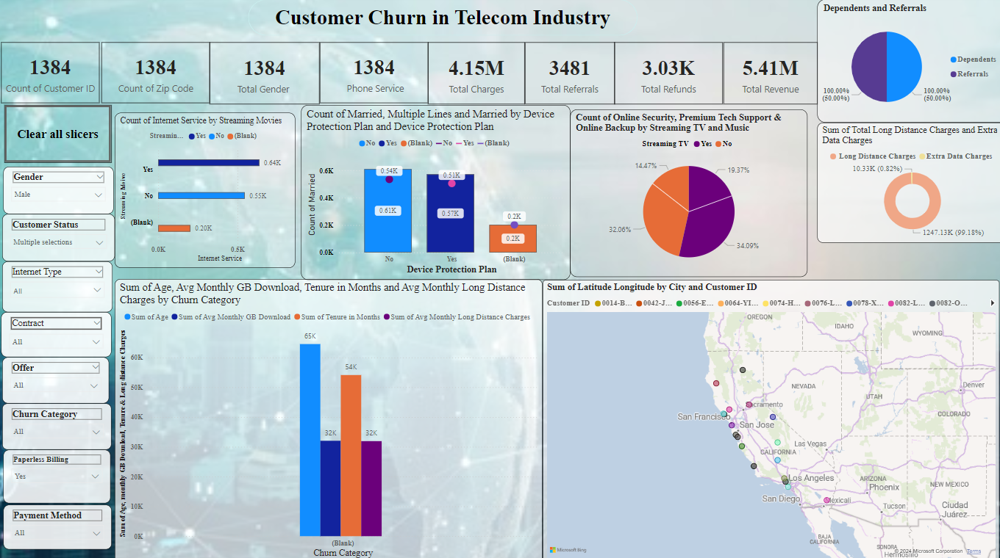 Customer Churn in Telecom Industry
1384
Count of Customer ID
1384
Count of Zip Code
1384
Total Gender
1384
Phone Service
4.15M
Total Charges
3481
Total Referrals
3.03K
Total Refunds
5.41M
Total Revenue
Dependents and Referrals
Dependents
Referrals
100.00%
(50.00%)
100.00%
(50.00%)
Clear all slicers
Gender
Male
Customer Status
Multiple selections
Internet Type
All
Contract
All
Offer
All
Churn Category
All
Paperless Billing
Yes
Payment Method
All
Count of Internet Service by Streaming Movies
Streamin... Yes No (Blank)
Yes
0.64K
No
0.55K
(Blank)
0.20K
0.0K 0.5K
Internet Service
Count of Married, Multiple Lines and Married by Device
Protection Plan and Device Protection Plan
No Yes (Blank) No Yes (Blank)
Count of Married
0.6K
0.4K
0.2K
0.0K
0.54K
0.61K
0.51K
0.57K
0.2K
0.2K
No Yes (Blank)
Device Protection Plan
Count of Online Security, Premium Tech Support &
Online Backup by Streaming TV and Music
Streaming TV Yes No
14.47%
19.37%
32.06%
34.09%
Sum of Total Long Distance Charges and Extra
Data Charges
Long Distance Charges Extra Data Charges
10.33K (0.82%)
1247.13K (99.18%)
Sum of Age, Avg Monthly GB Download, Tenure in Months and Avg Monthly Long Distance
Charges by Churn Category
Sum of Age Sum of Avg Monthly GB Download Sum of Tenure in Months Sum of Avg Monthly Long Distance Charges
Sum of Age, monthly GB Download, Tenure & Long distance Charges
60K
50K
40K
30K
20K
10K
0K
65K
32K
54K
32K
(Blank)
Churn Category
Sum of Latitude Longitude by City and Customer ID
Customer ID 0014-B... 0042-J... 0056-E... 0064-YI... 0074-H... 0076-L... 0078-X... 0082-L... 0082-O...
OREGON
IDAHO
WYOMING
NEVADA
UTAH
Denver
COLORADO
Sacramento
San Francisco
San Jose
CALIFORNIA
Las Vegas
Los Angeles
San Diego
Mexicali
ARIZONA
Phoenix
Tucson
NEW MEXICO
Ciudad
Juárez
BAJA
CALIFORNIA
SONORA
Hermosillo
Microsoft Bing
© 2024 Microsoft Corporation Terms